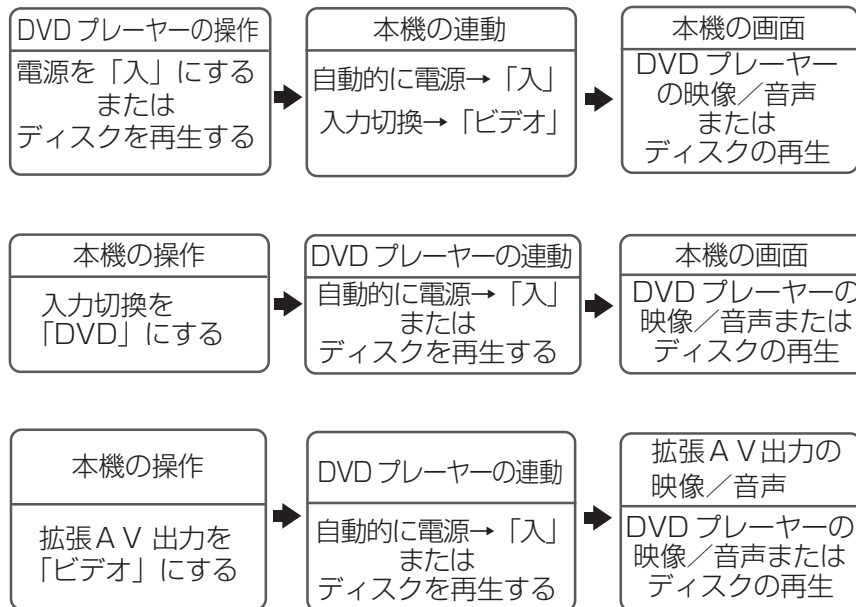 DVD プレーヤーの操作
電源を「入」にする
または
ディスクを再生する
本機の連動
自動的に電源→「入」
入力切換→「ビデオ」
本機の画面
DVD プレーヤー
の映像／音声
または
ディスクの再生
本機の操作
入力切換を
「DVD」にする
DVD プレーヤーの連動
自動的に電源→「入」
または
ディスクを再生する
本機の画面
DVD プレーヤーの
映像／音声または
ディスクの再生
本機の操作
拡張A V 出力を
「ビデオ」にする
DVD プレーヤーの連動
自動的に電源→「入」
または
ディスクを再生する
拡張A V出力の
映像／音声
DVD プレーヤーの
映像／音声または
ディスクの再生